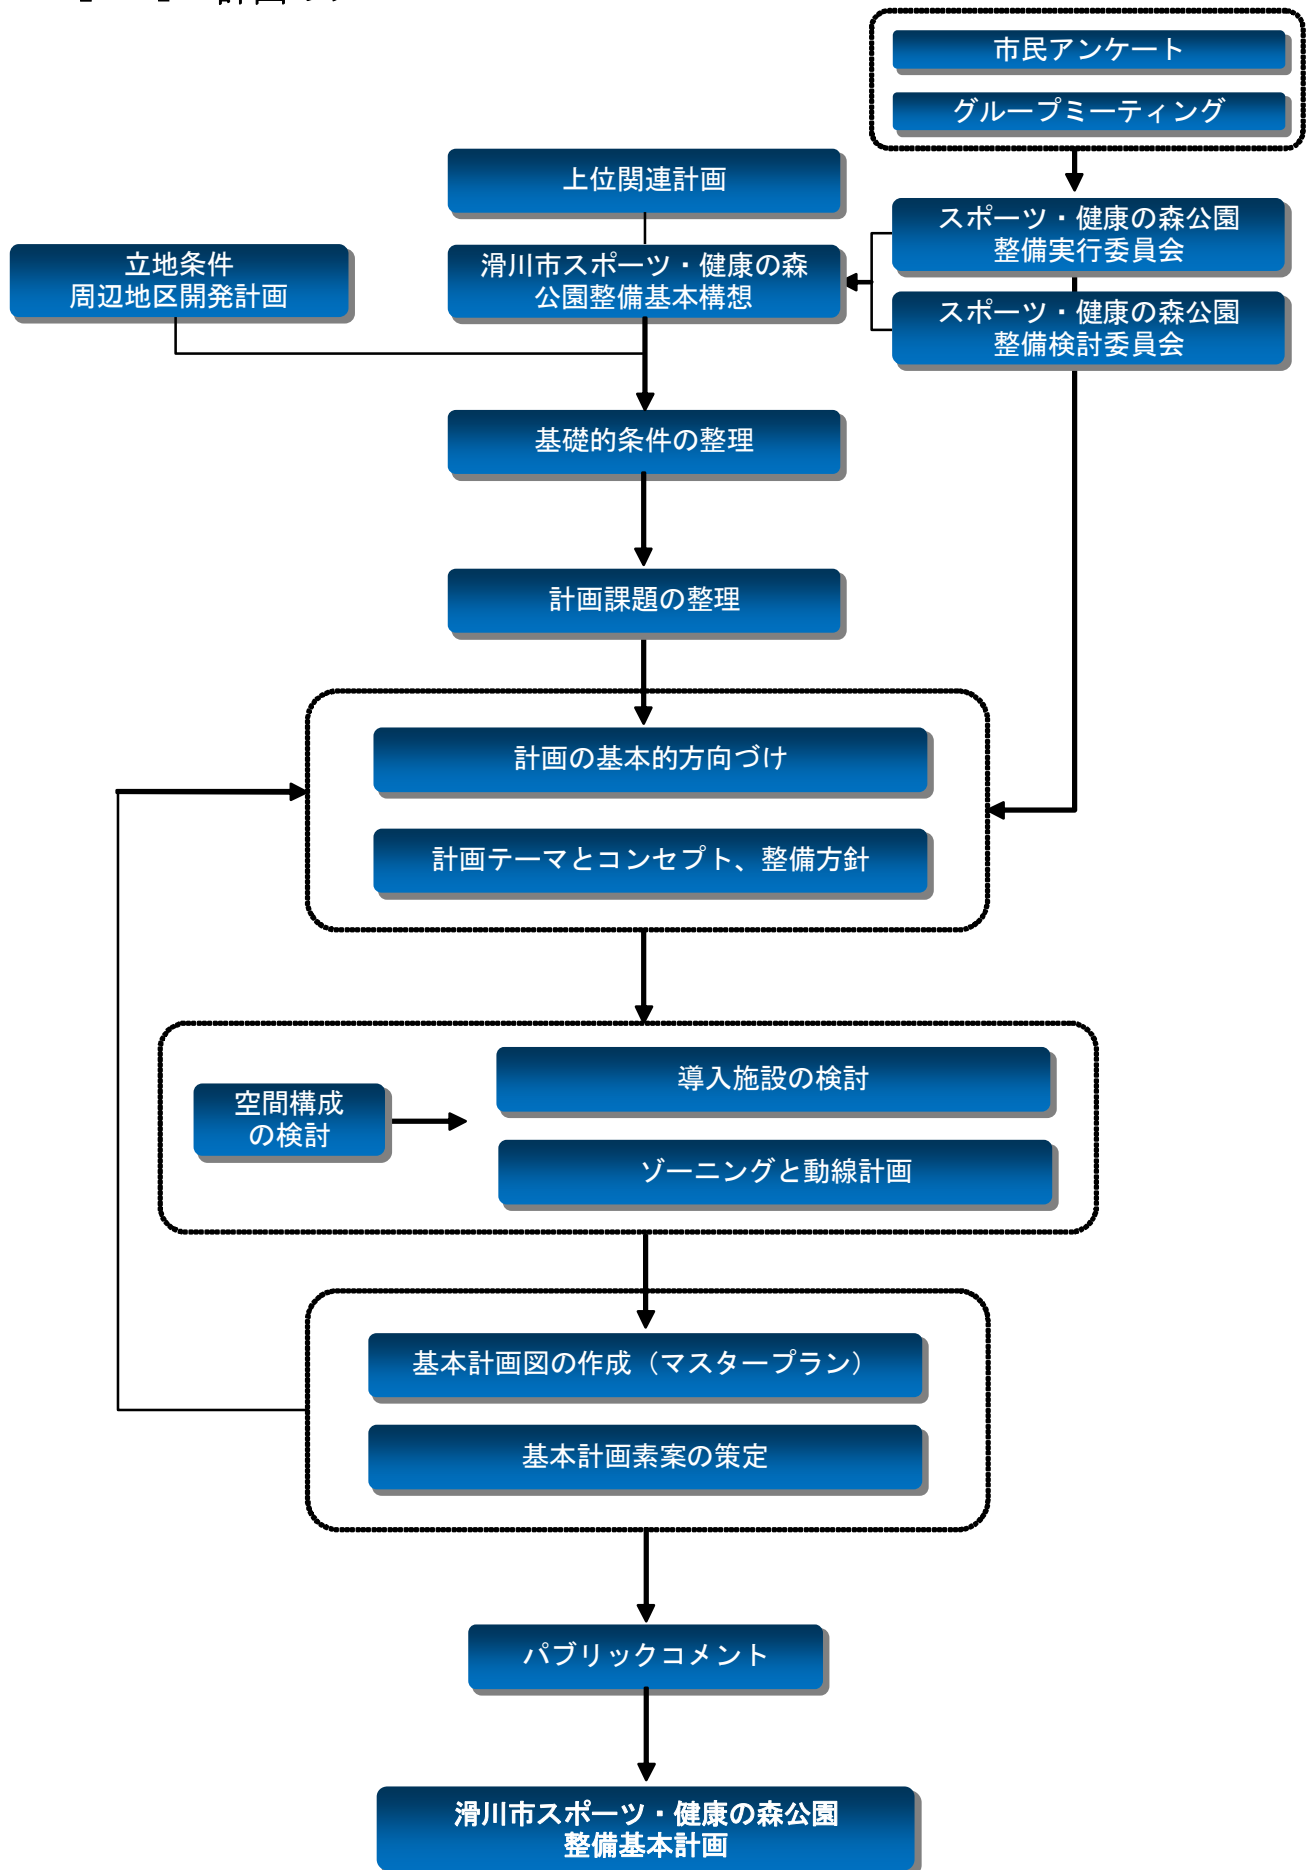 市民アンケート
グループミーティング
上位関連計画
スポーツ・健康の森公園
整備実行委員会
立地条件
周辺地区開発計画
滑川市スポーツ・健康の森
公園整備基本構想
スポーツ・健康の森公園
整備検討委員会
基礎的条件の整理
計画課題の整理
計画の基本的方向づけ
計画テーマとコンセプト、整備方針
空間構成
の検討
導入施設の検討
ゾーニングと動線計画
基本計画図の作成（マスタープラン）
基本計画素案の策定
パブリックコメント
滑川市スポーツ・健康の森公園
整備基本計画